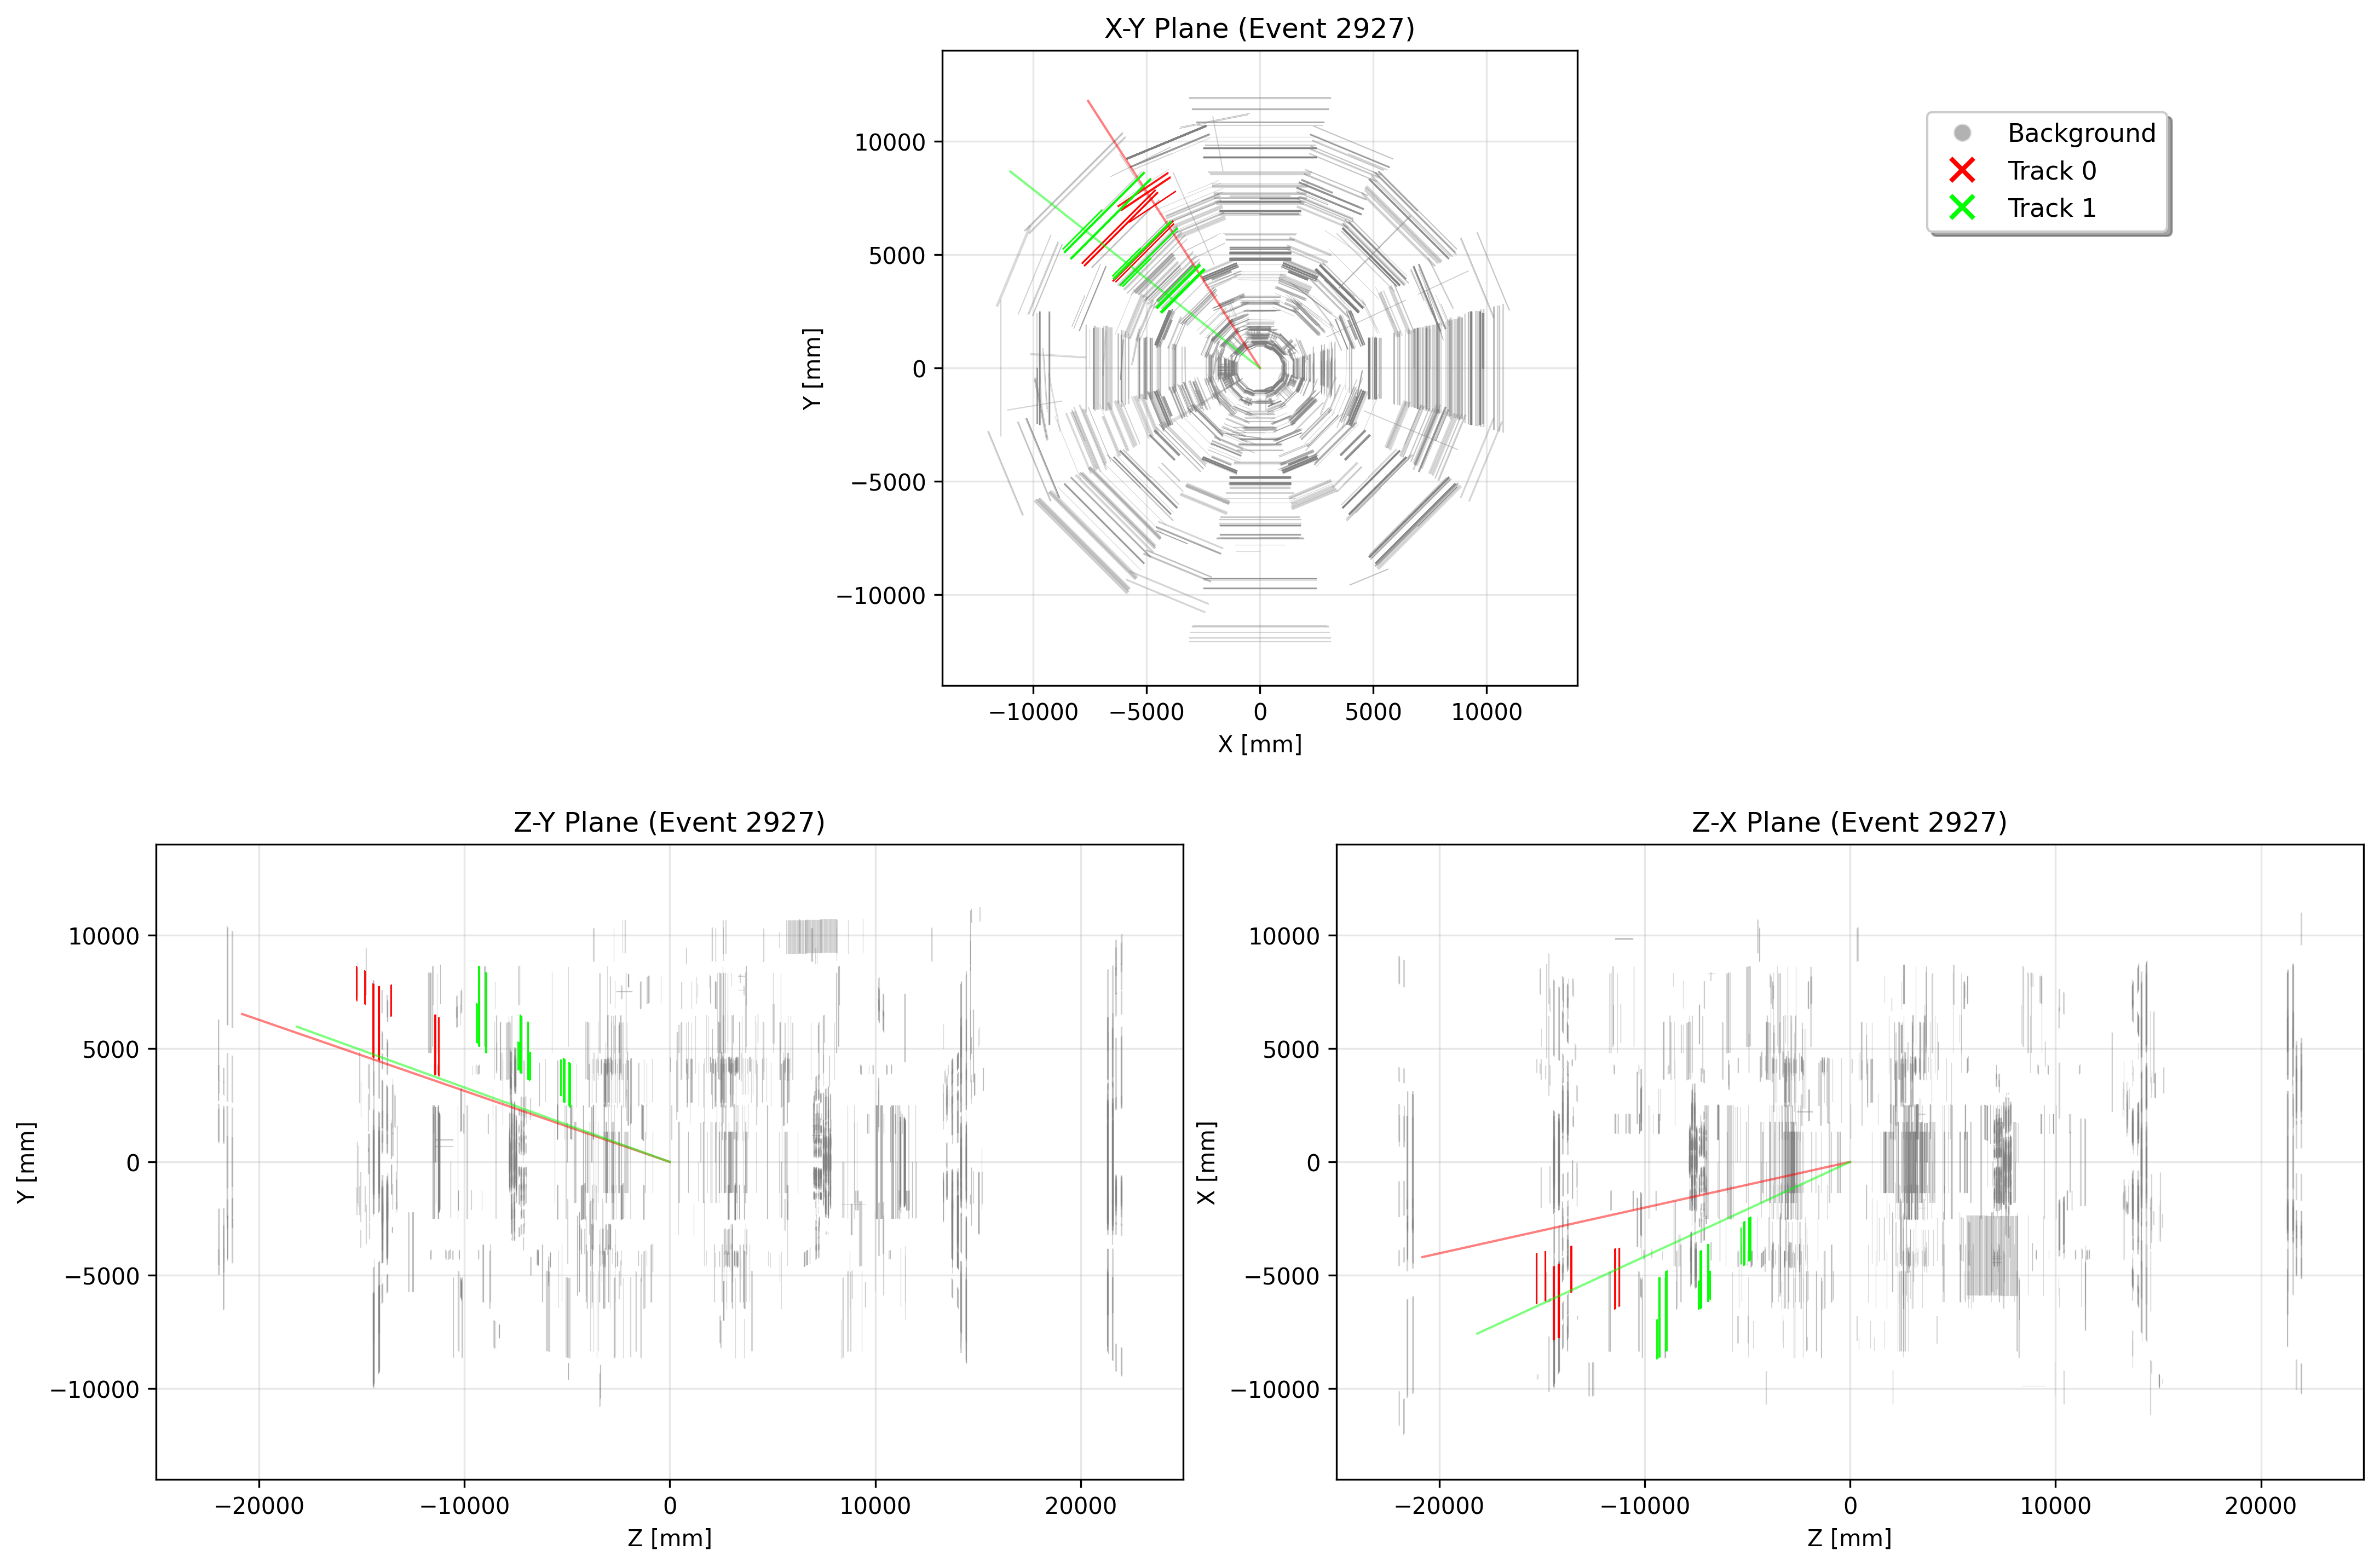 X-Y Plane (Event 2927)
Background
Track 0
Track 1
10000
5000
0
−5000
−10000
Y [mm]
−10000 −5000 0 5000 10000
X [mm]
Z-Y Plane (Event 2927)
10000
5000
0
−5000
−10000
Y [mm]
−20000 −10000 0 10000 20000
Z [mm]
Z-X Plane (Event 2927)
10000
5000
0
−5000
−10000
X [mm]
−20000 −10000 0 10000 20000
Z [mm]